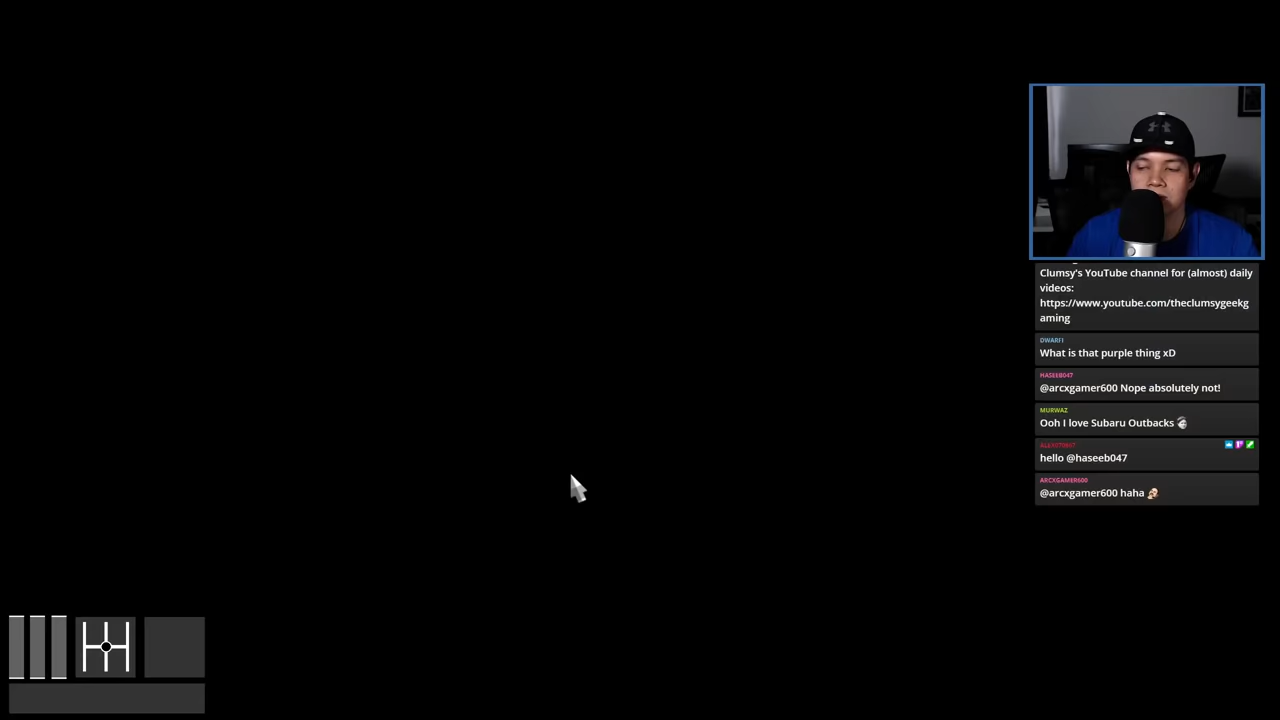 Clumsy's YouTube channel for (almost) daily
videos:
https://www.youtube.com/theclumsygeekg
aming
DWARFI
What is that purple thing xD
HASEEB047
@arcxgamer600 Nope absolutely not!
MURWAZ
Ooh I love Subaru Outbacks
hello @haseeb047
ARCXGAMER600
@arcxgamer600 haha